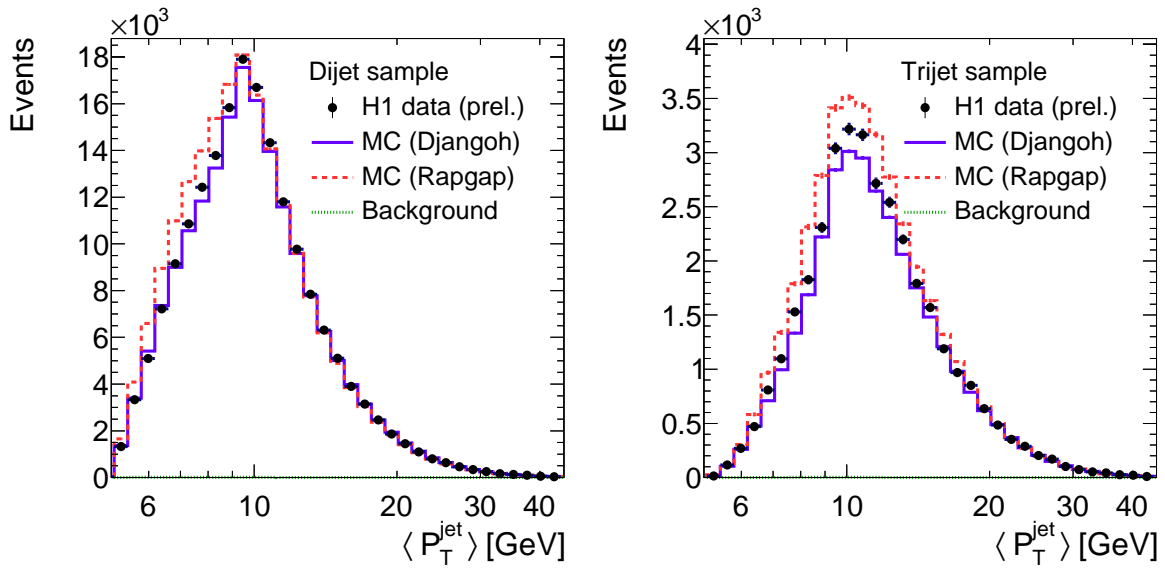 ×10³
Events
18
16
14
12
10
8
6
4
2
0
Dijet sample
H1 data (prel.)
MC (Djangoh)
MC (Rapgap)
Background
6 10 20 30 40
⟨ P_T^jet ⟩ [GeV]
×10³
Events
4
3.5
3
2.5
2
1.5
1
0.5
0
Trijet sample
H1 data (prel.)
MC (Djangoh)
MC (Rapgap)
Background
6 10 20 30 40
⟨ P_T^jet ⟩ [GeV]